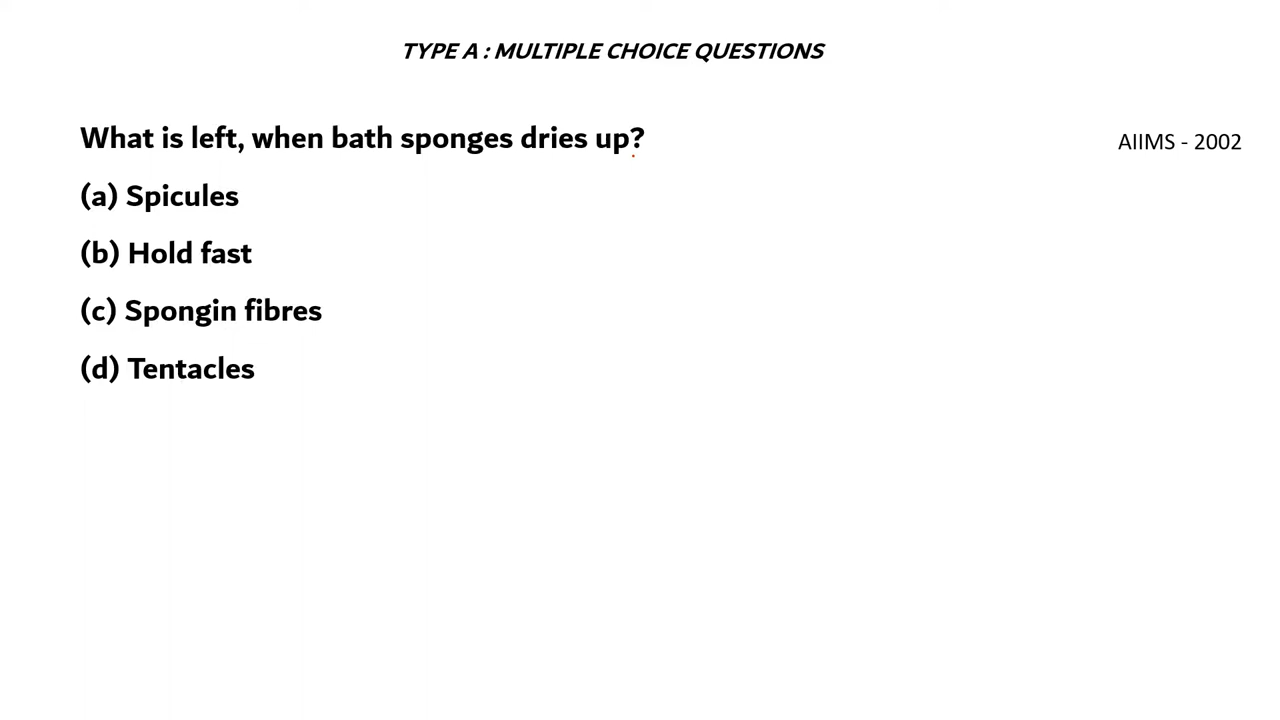 TYPE A : MULTIPLE CHOICE QUESTIONS
What is left, when bath sponges dries up?
AIIMS - 2002
(a) Spicules
(b) Hold fast
(c) Spongin fibres
(d) Tentacles